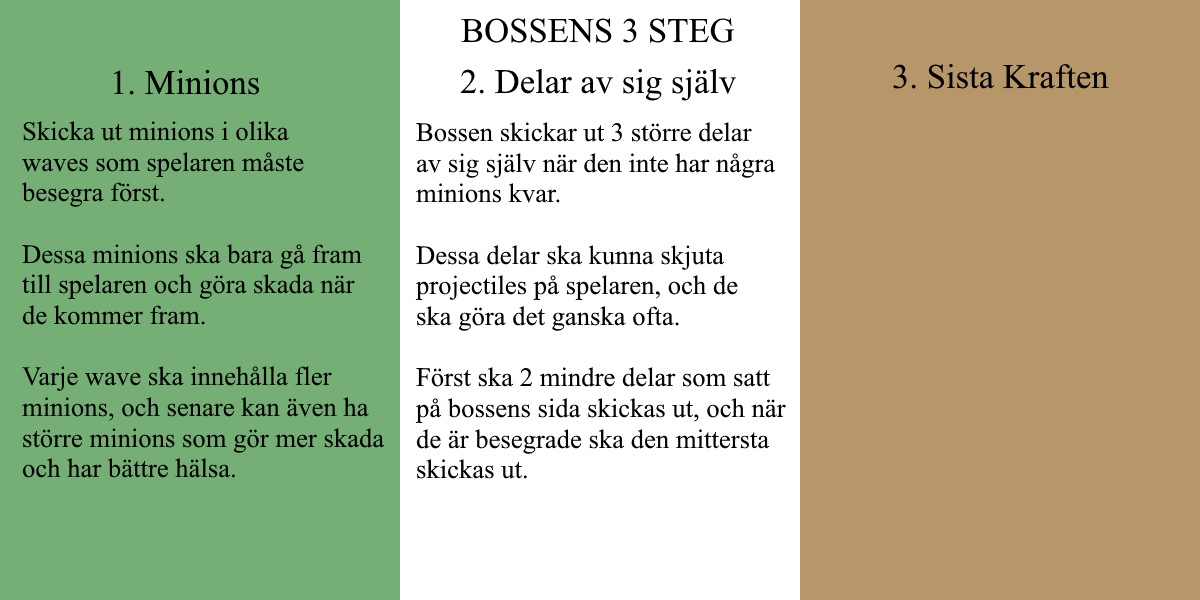 BOSSENS 3 STEG
1. Minions
Skicka ut minions i olika
waves som spelaren måste
besegra först.
Dessa minions ska bara gå fram
till spelaren och göra skada när
de kommer fram.
Varje wave ska innehålla fler
minions, och senare kan även ha
större minions som gör mer skada
och har bättre hälsa.
2. Delar av sig själv
Bossen skickar ut 3 större delar
av sig själv när den inte har några
minions kvar.
Dessa delar ska kunna skjuta
projectiles på spelaren, och de
ska göra det ganska ofta.
Först ska 2 mindre delar som satt
på bossens sida skickas ut, och när
de är besegrade ska den mittersta
skickas ut.
3. Sista Kraften